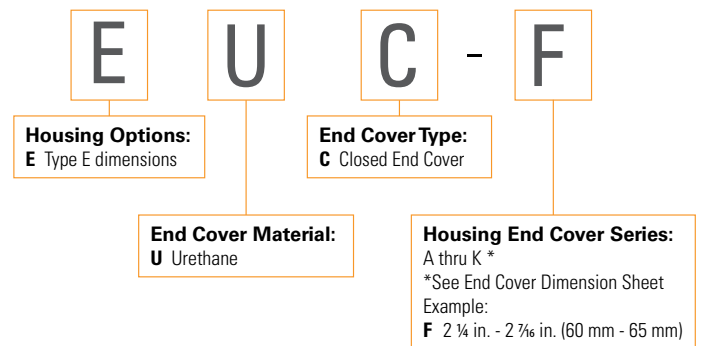 E U C - F
Housing Options:
E Type E dimensions
End Cover Type:
C Closed End Cover
End Cover Material:
U Urethane
Housing End Cover Series:
A thru K *
*See End Cover Dimension Sheet
Example:
F 2 ¼ in. - 2 7⁄16 in. (60 mm - 65 mm)